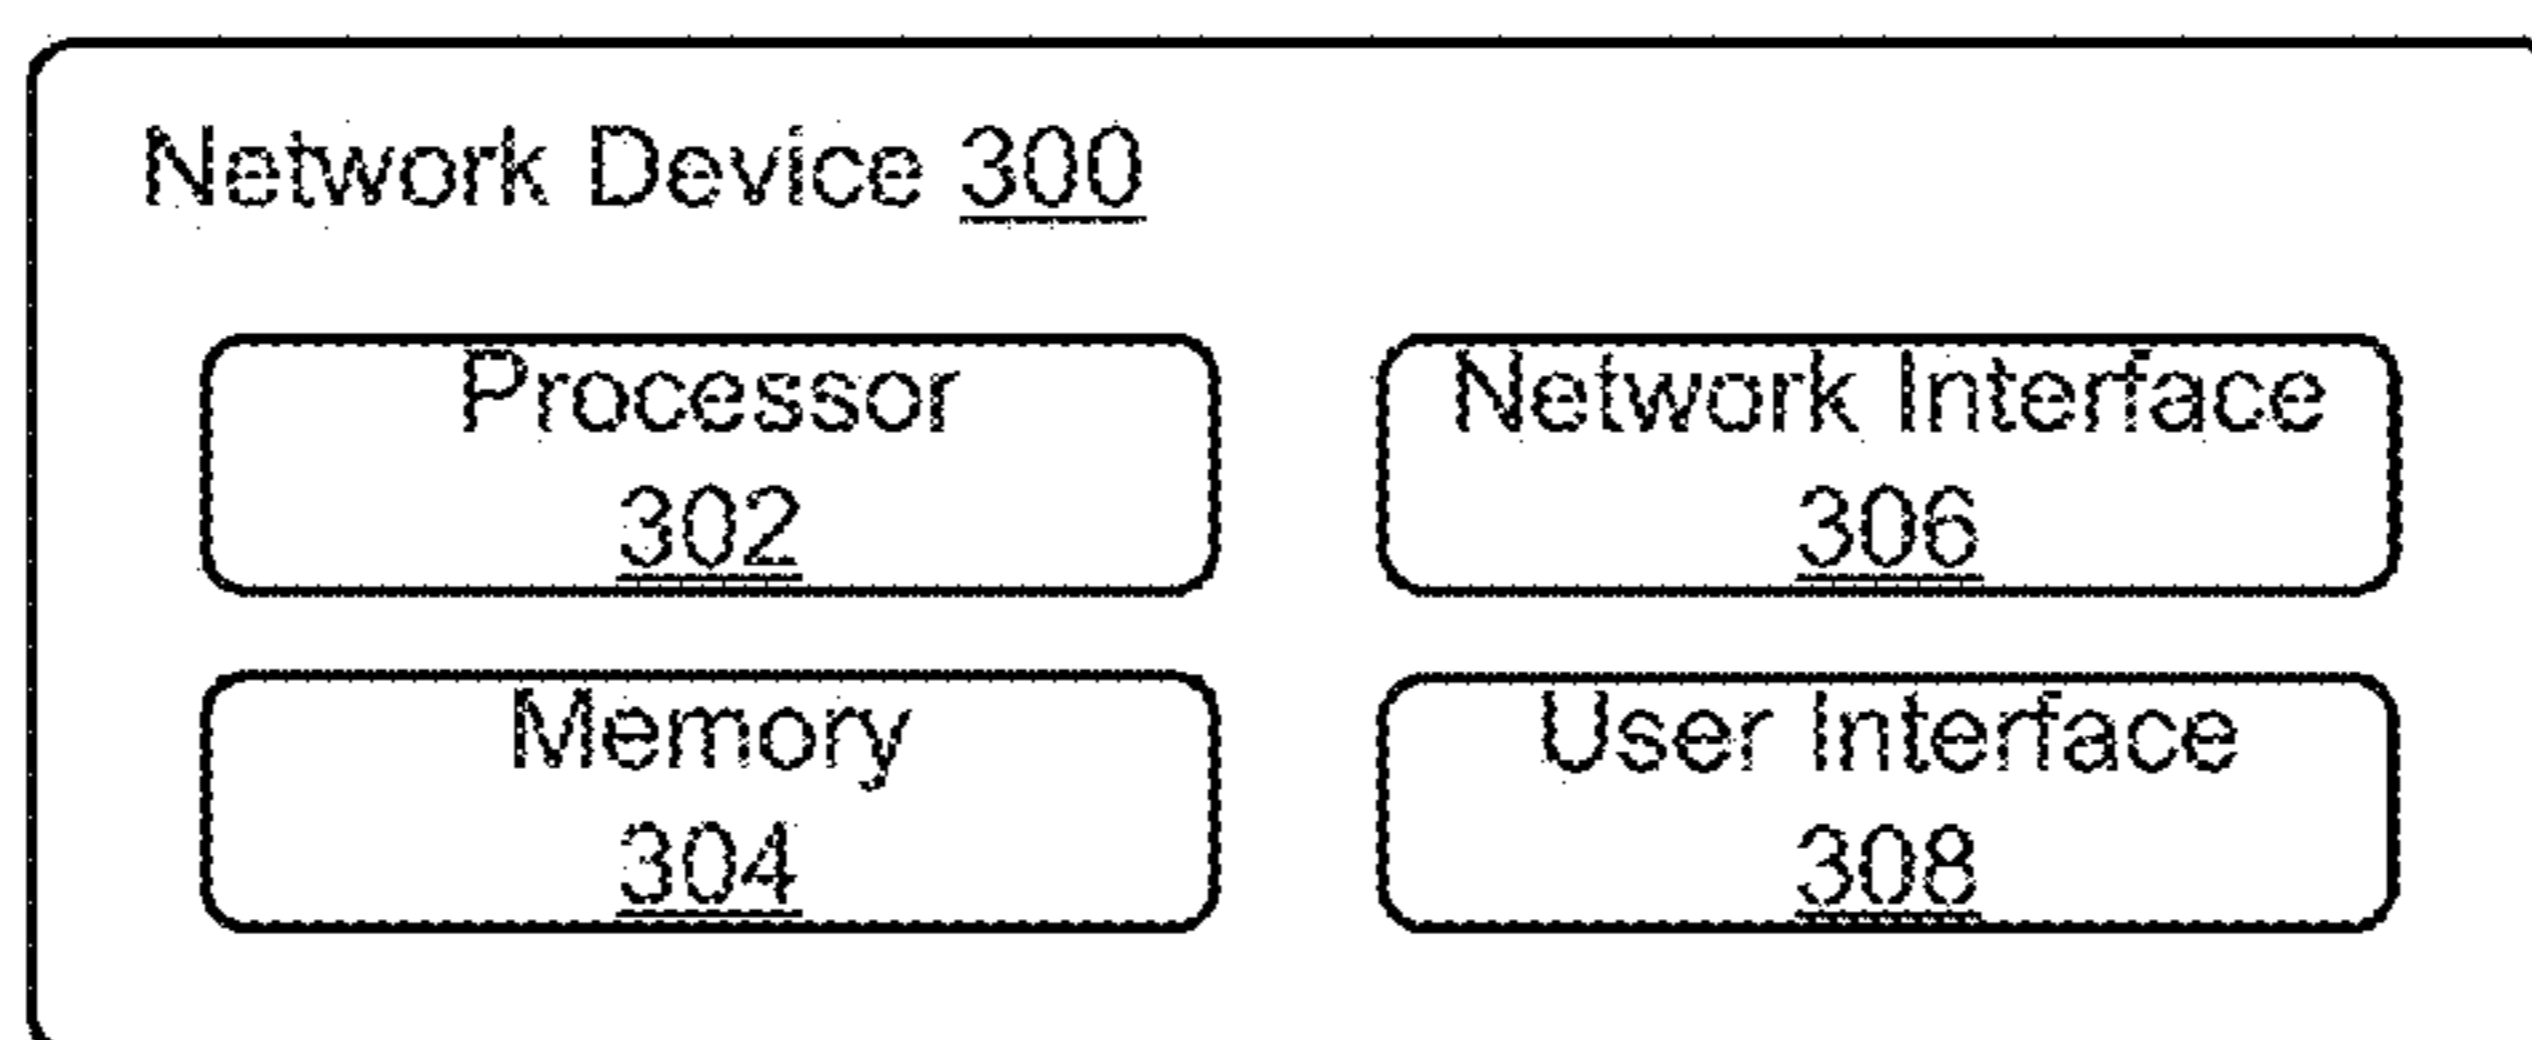 Network Device 300
Processor
302
Network Interface
306
Memory
304
User Interface
308